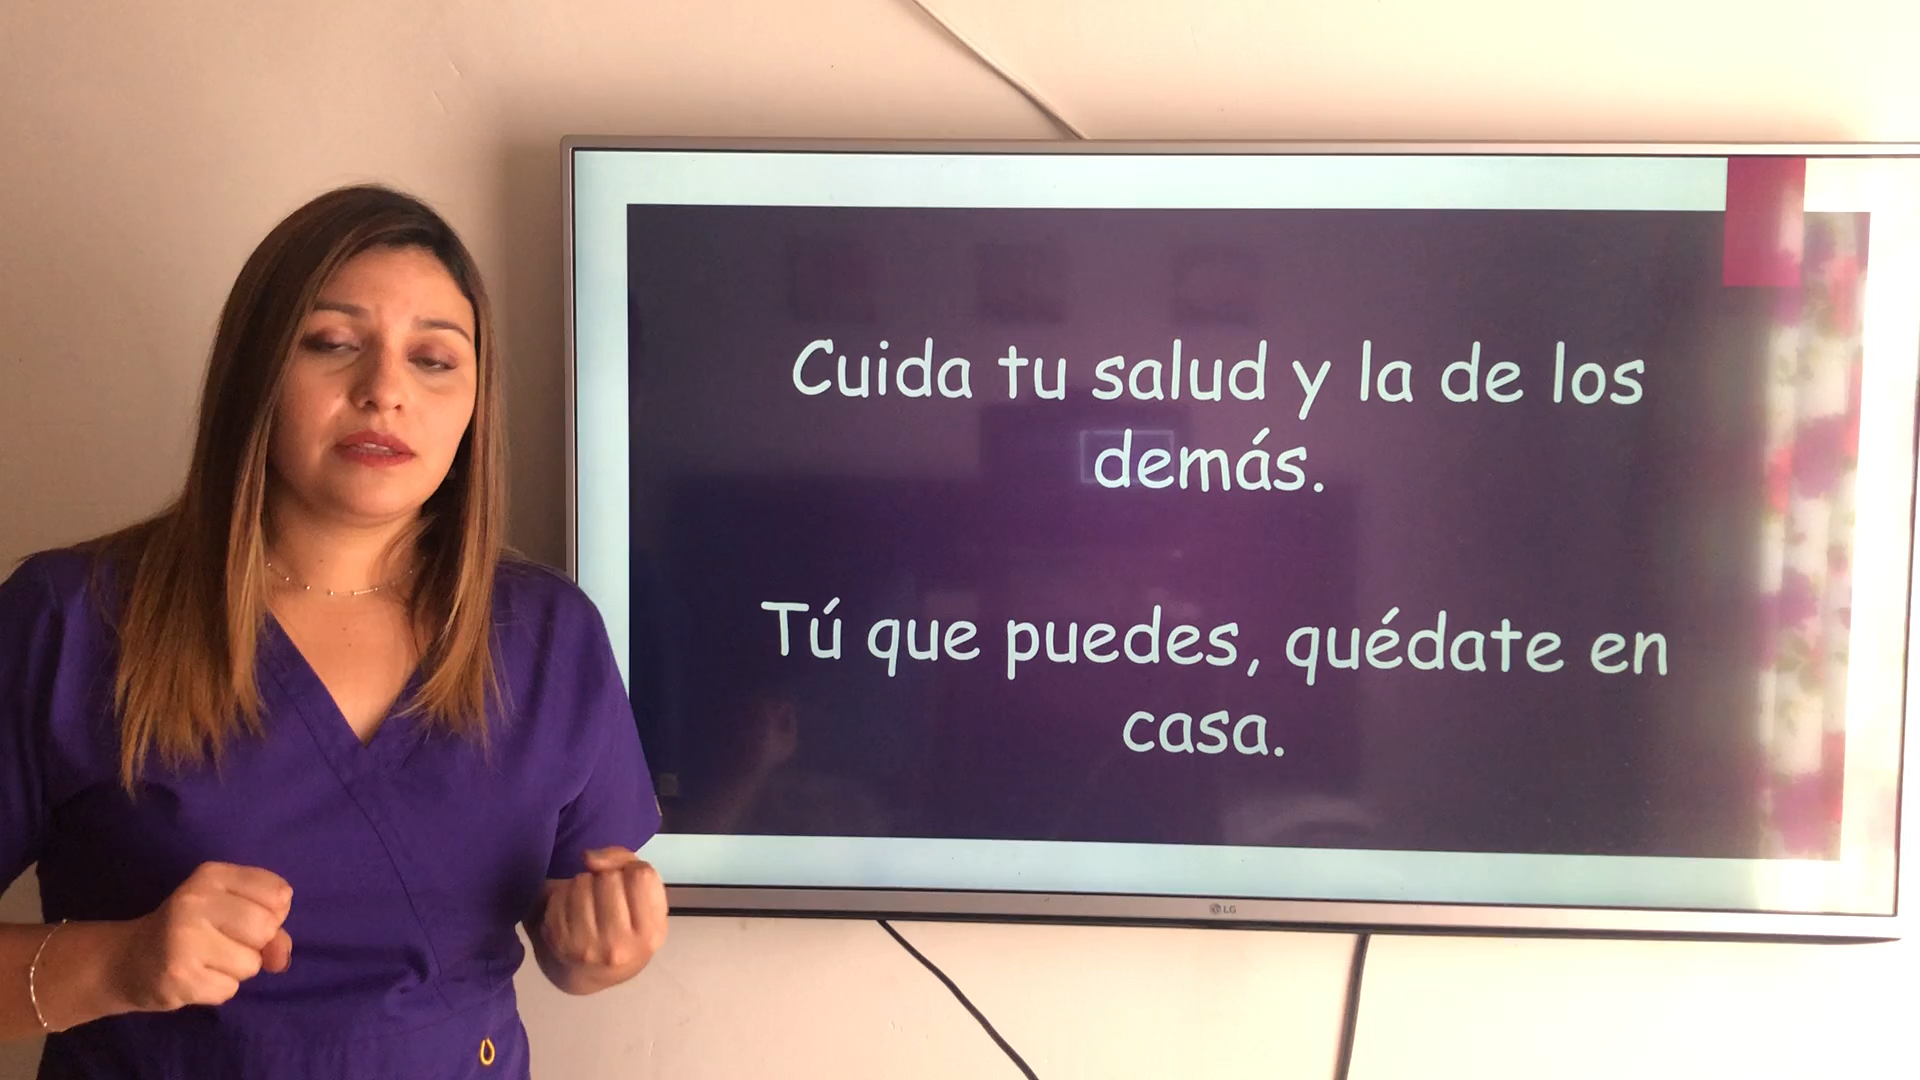 Cuida tu salud y la de los
demás.
Tú que puedes, quédate en
casa.
LG